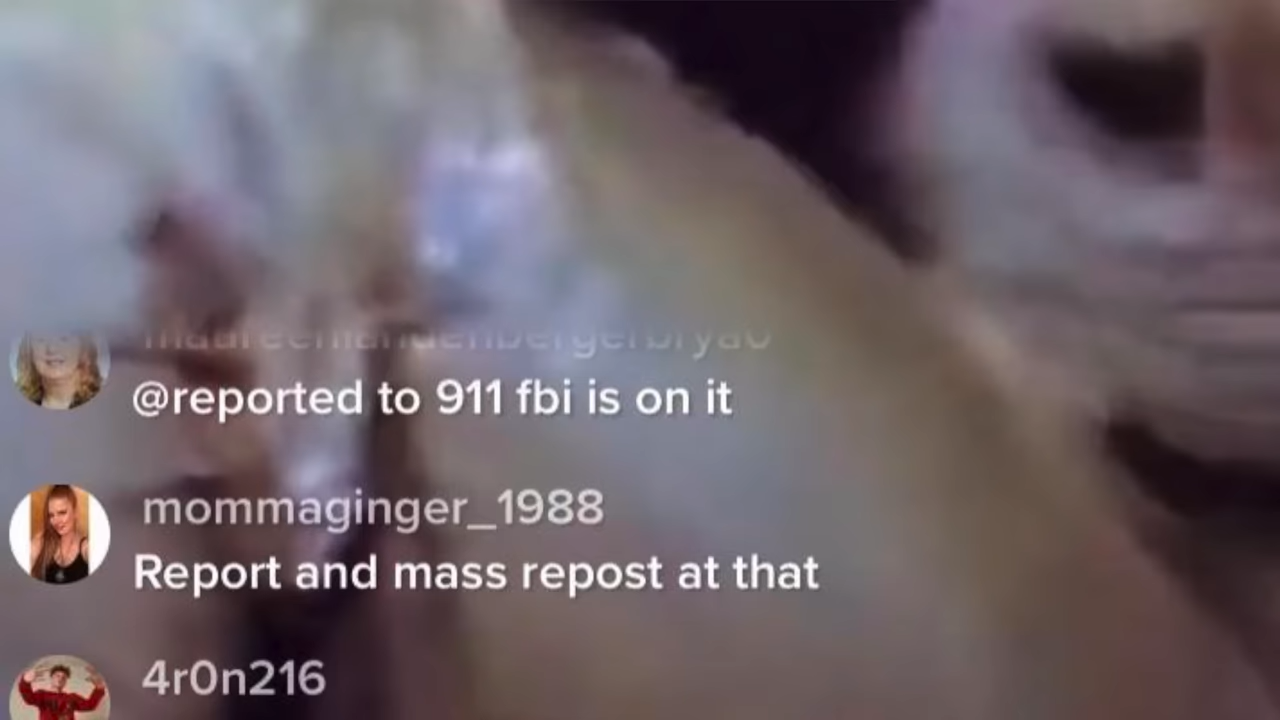 @reported to 911 fbi is on it
mommaginger_1988
Report and mass repost at that
4r0n216